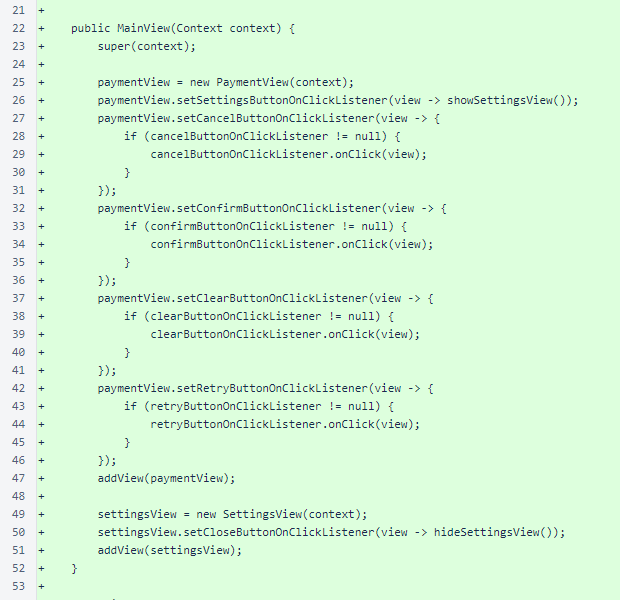 21 +
22 + public MainView(Context context) {
23 + super(context);
24 +
25 + paymentView = new PaymentView(context);
26 + paymentView.setSettingsButtonOnClickListener(view -> showSettingsView());
27 + paymentView.setCancelButtonOnClickListener(view -> {
28 + if (cancelButtonOnClickListener != null) {
29 + cancelButtonOnClickListener.onClick(view);
30 + }
31 + });
32 + paymentView.setConfirmButtonOnClickListener(view -> {
33 + if (confirmButtonOnClickListener != null) {
34 + confirmButtonOnClickListener.onClick(view);
35 + }
36 + });
37 + paymentView.setClearButtonOnClickListener(view -> {
38 + if (clearButtonOnClickListener != null) {
39 + clearButtonOnClickListener.onClick(view);
40 + }
41 + });
42 + paymentView.setRetryButtonOnClickListener(view -> {
43 + if (retryButtonOnClickListener != null) {
44 + retryButtonOnClickListener.onClick(view);
45 + }
46 + });
47 + addView(paymentView);
48 +
49 + settingsView = new SettingsView(context);
50 + settingsView.setCloseButtonOnClickListener(view -> hideSettingsView());
51 + addView(settingsView);
52 + }
53 +